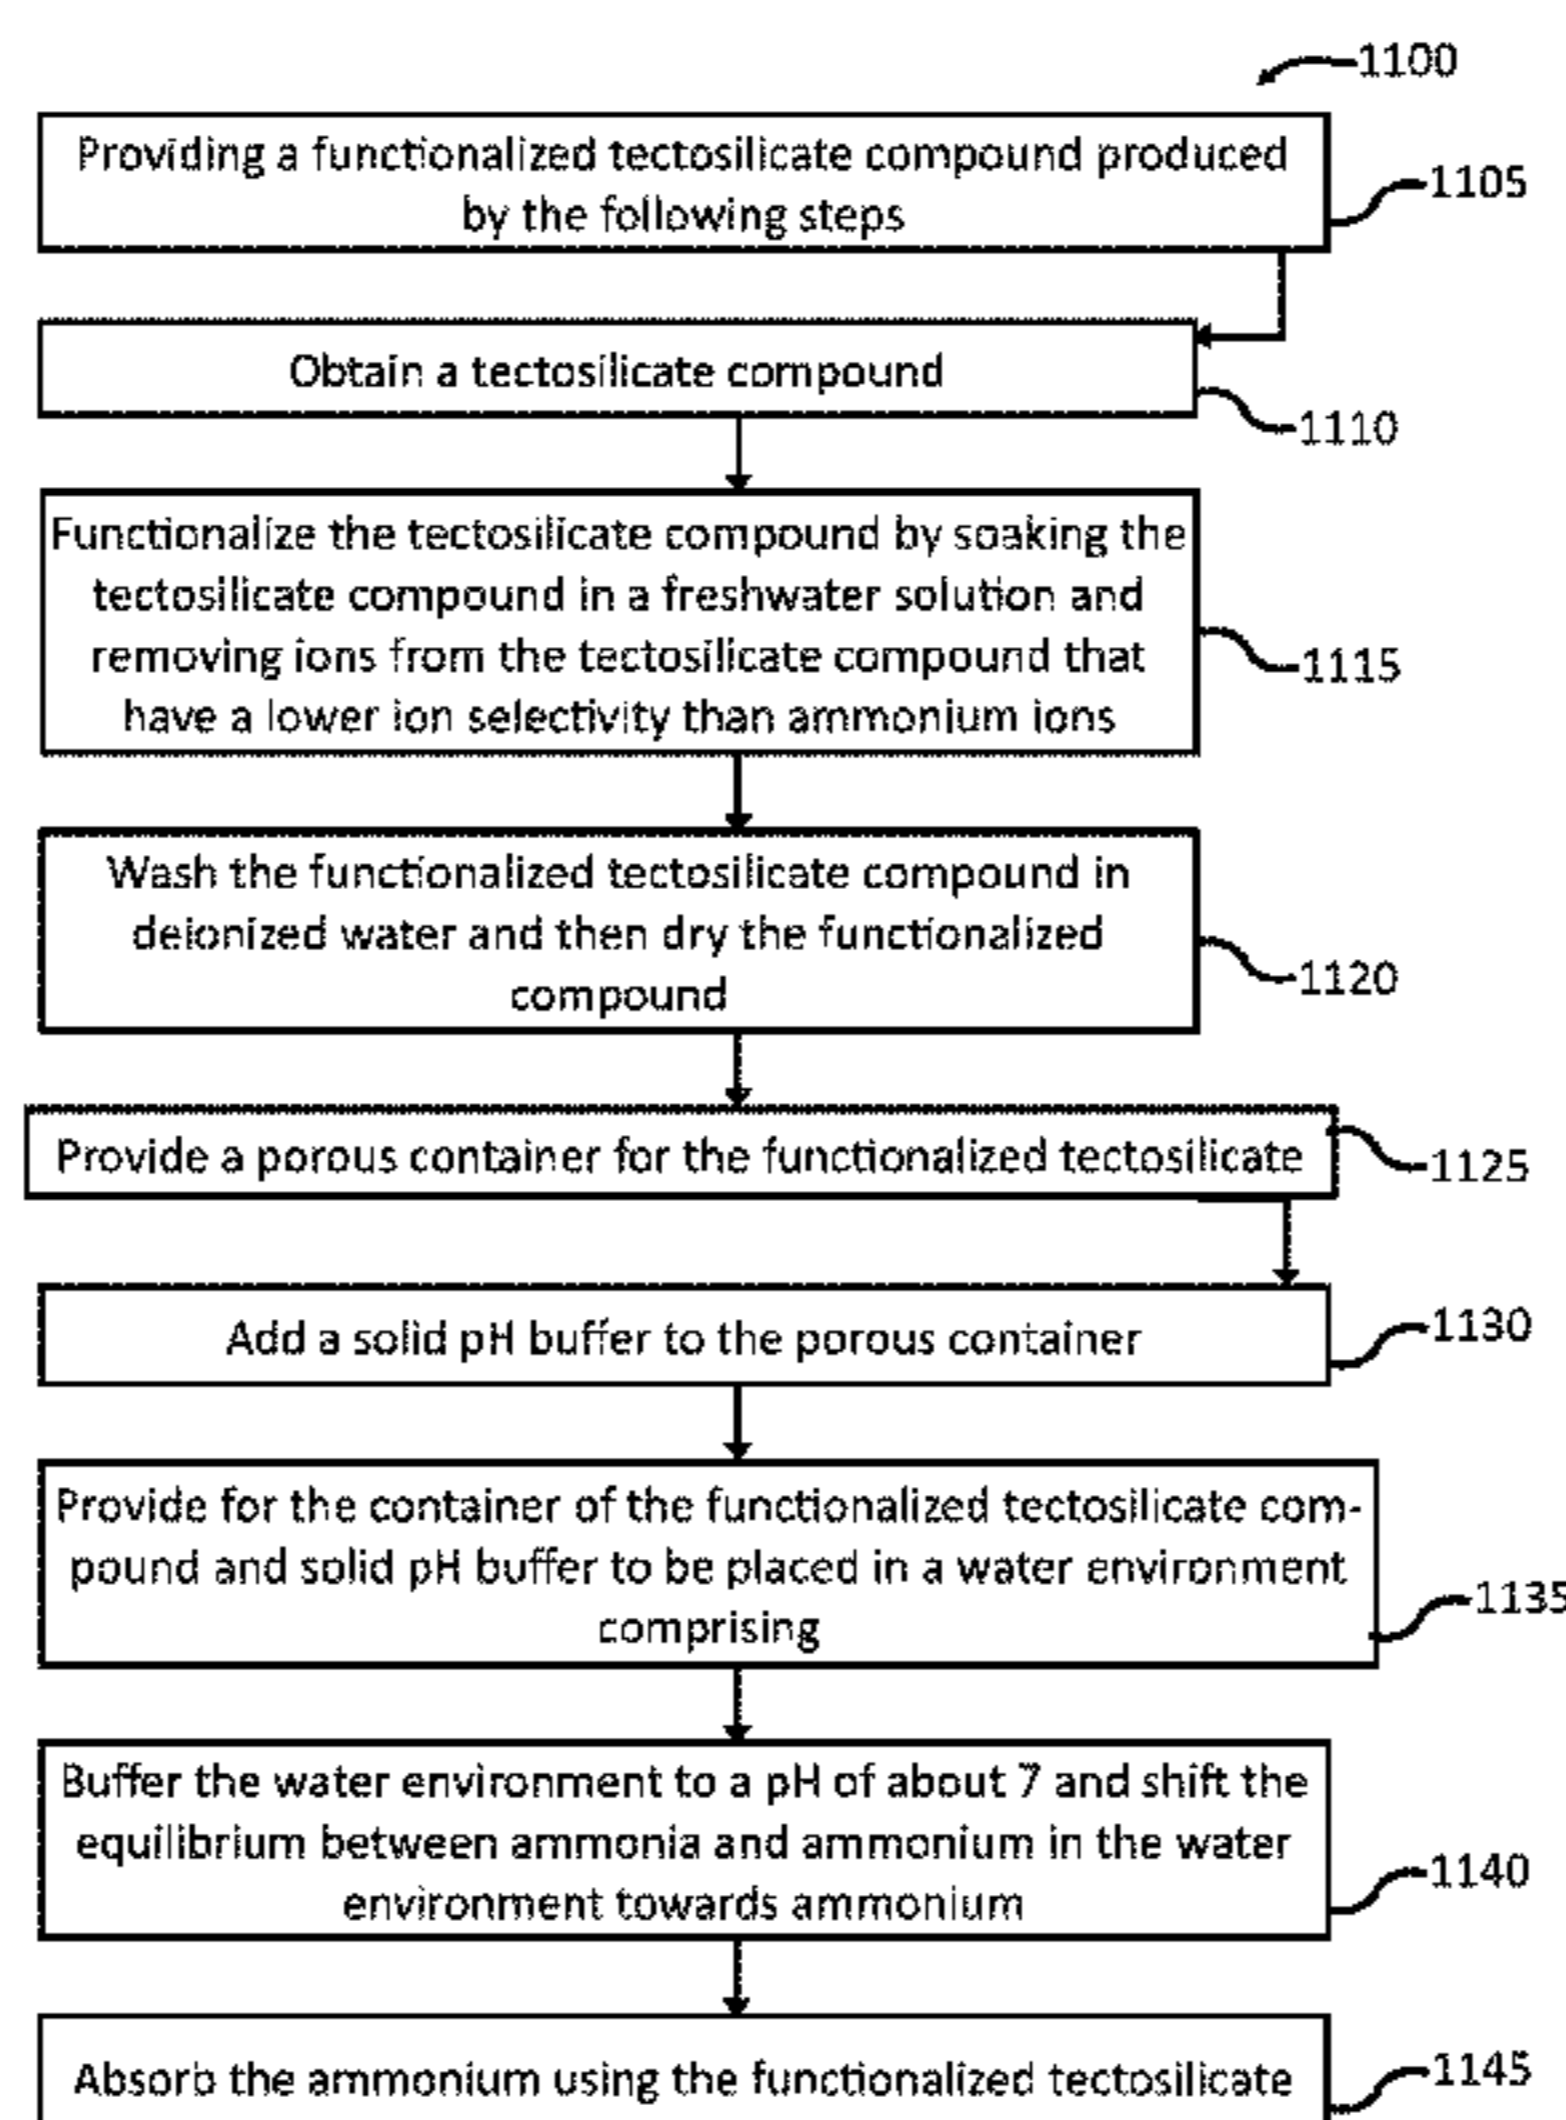 1100
Providing a functionalized tectosilicate compound produced
by the following steps
1105
Obtain a tectosilicate compound
1110
Functionalize the tectosilicate compound by soaking the
tectosilicate compound in a freshwater solution and
removing ions from the tectosilicate compound that
have a lower ion selectivity than ammonium ions
1115
Wash the functionalized tectosilicate compound in
deionized water and then dry the functionalized
compound
1120
Provide a porous container for the functionalized tectosilicate
1125
Add a solid pH buffer to the porous container
1130
Provide for the container of the functionalized tectosilicate com-
pound and solid pH buffer to be placed in a water environment
comprising
1135
Buffer the water environment to a pH of about 7 and shift the
equilibrium between ammonia and ammonium in the water
environment towards ammonium
1140
Absorb the ammonium using the functionalized tectosilicate
1145